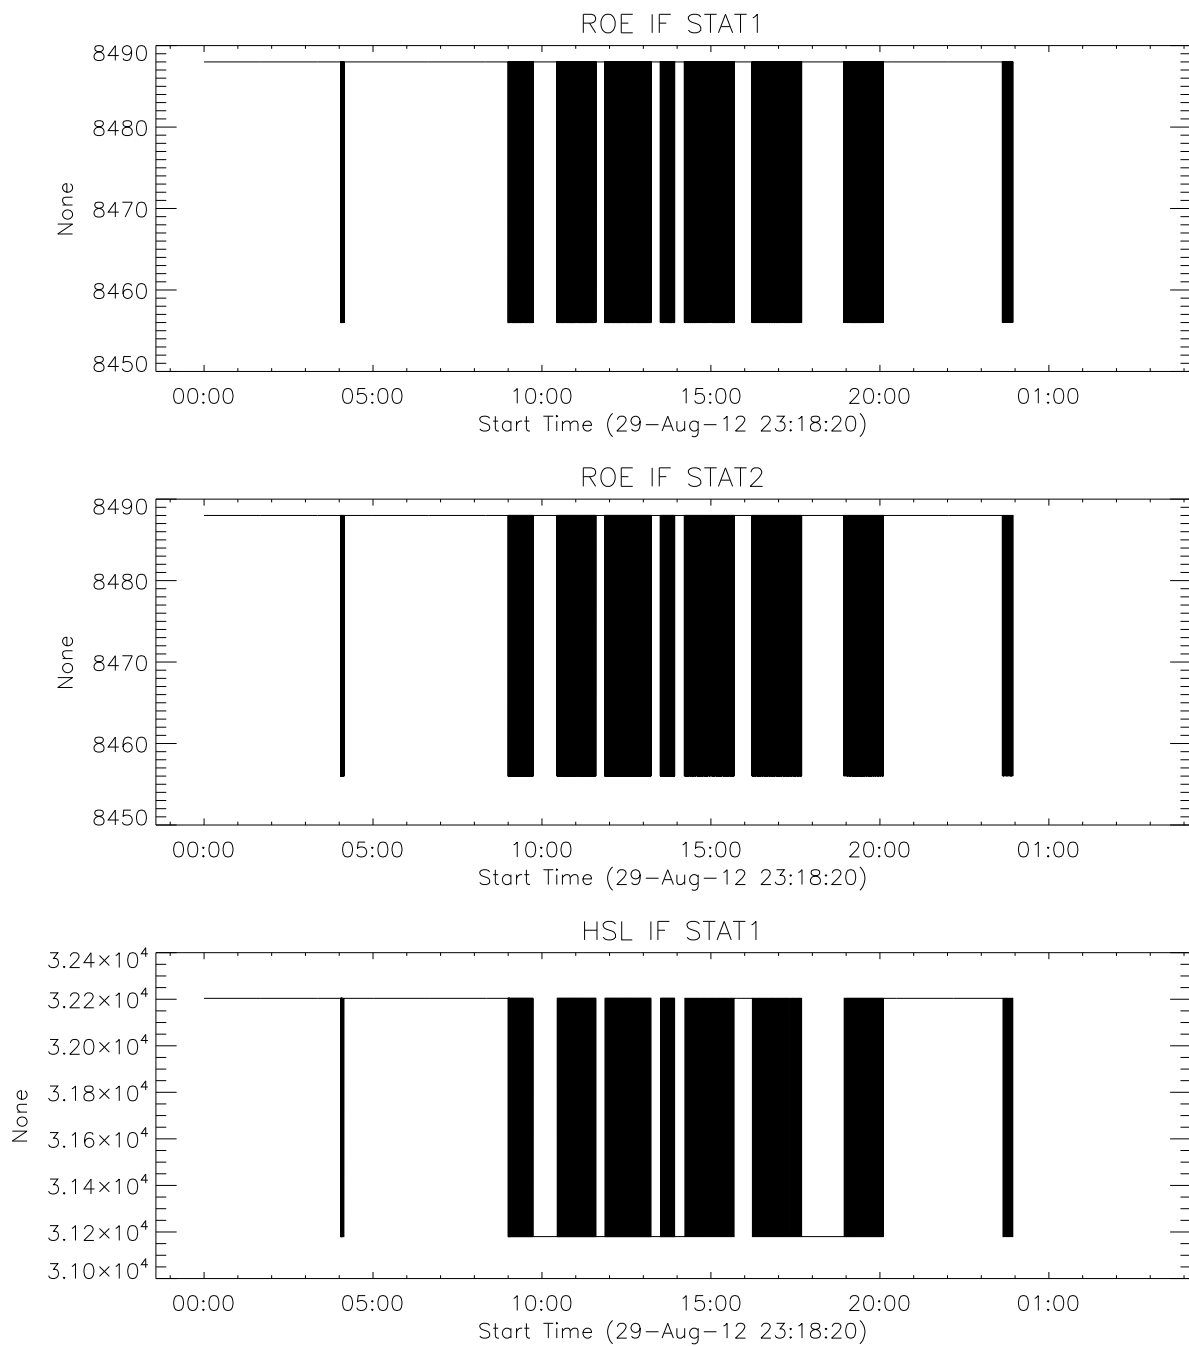 ROE IF STAT1
8490
8480
8470
8460
8450
None
00:00 05:00 10:00 15:00 20:00 01:00
Start Time (29-Aug-12 23:18:20)
ROE IF STAT2
8490
8480
8470
8460
8450
None
00:00 05:00 10:00 15:00 20:00 01:00
Start Time (29-Aug-12 23:18:20)
HSL IF STAT1
3.24×10⁴
3.22×10⁴
3.20×10⁴
3.18×10⁴
3.16×10⁴
3.14×10⁴
3.12×10⁴
3.10×10⁴
None
00:00 05:00 10:00 15:00 20:00 01:00
Start Time (29-Aug-12 23:18:20)